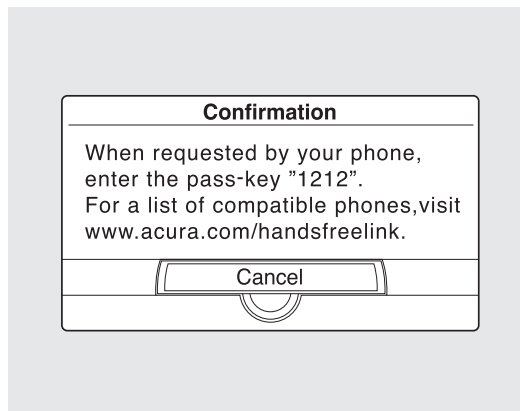 Confirmation
When requested by your phone,
enter the pass-key ”1212”.
For a list of compatible phones,visit
www.acura.com/handsfreelink.
Cancel